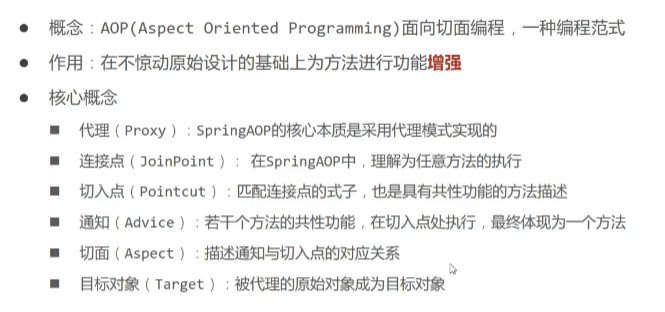 ● 概念：AOP(Aspect Oriented Programming)面向切面编程，一种编程范式
● 作用：在不惊动原始设计的基础上为方法进行功能增强
● 核心概念
■ 代理（Proxy）：SpringAOP的核心本质是采用代理模式实现的
■ 连接点（JoinPoint）： 在SpringAOP中，理解为任意方法的执行
■ 切入点（Pointcut）：匹配连接点的式子，也是具有共性功能的方法描述
■ 通知（Advice）：若干个方法的共性功能，在切入点处执行，最终体现为一个方法
■ 切面（Aspect）：描述通知与切入点的对应关系
■ 目标对象（Target）：被代理的原始对象成为目标对象